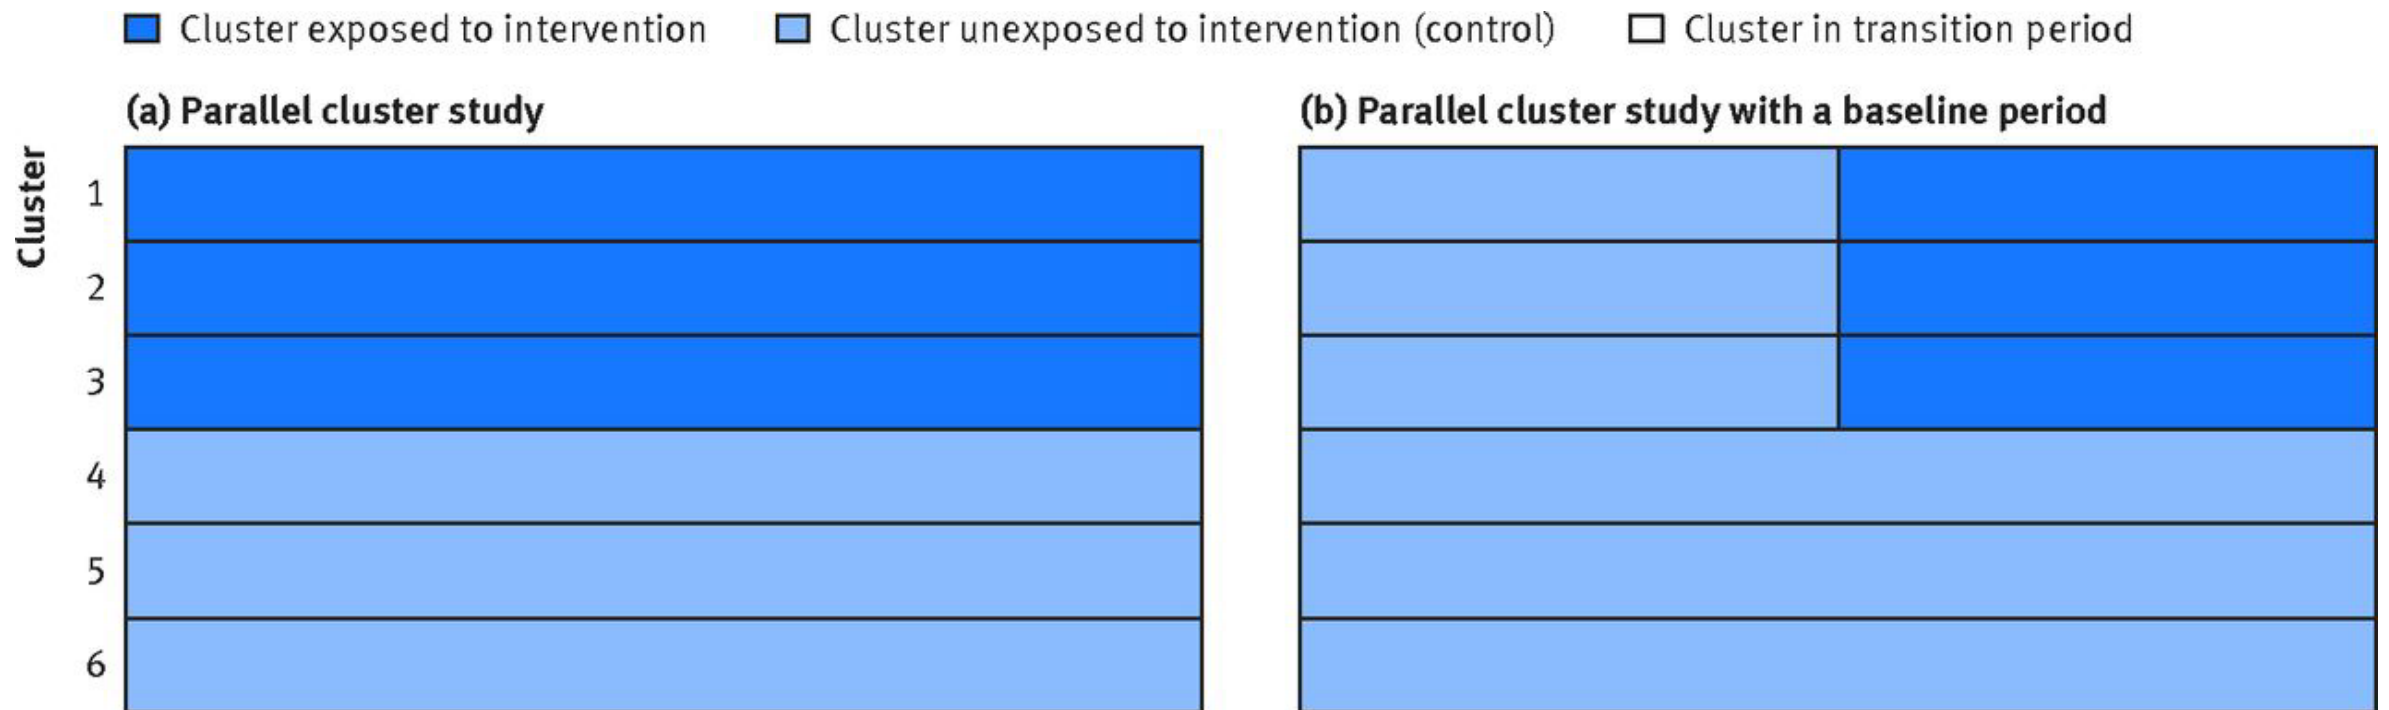 Cluster exposed to intervention Cluster unexposed to intervention (control) Cluster in transition period
(a) Parallel cluster study
(b) Parallel cluster study with a baseline period
Cluster
1
2
3
4
5
6